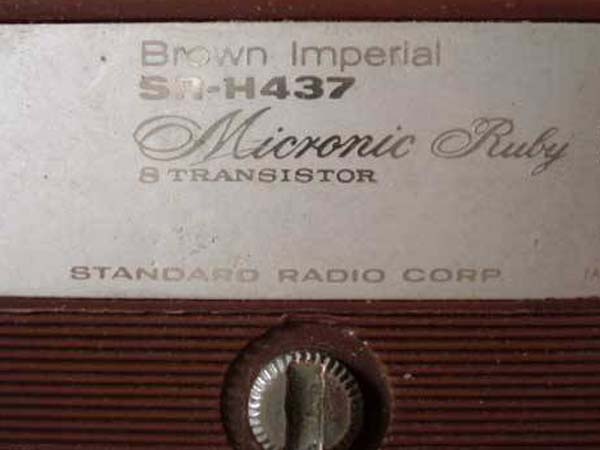 Brown Imperial
SR-H437
Micronic Ruby
8 TRANSISTOR
STANDARD RADIO CORP